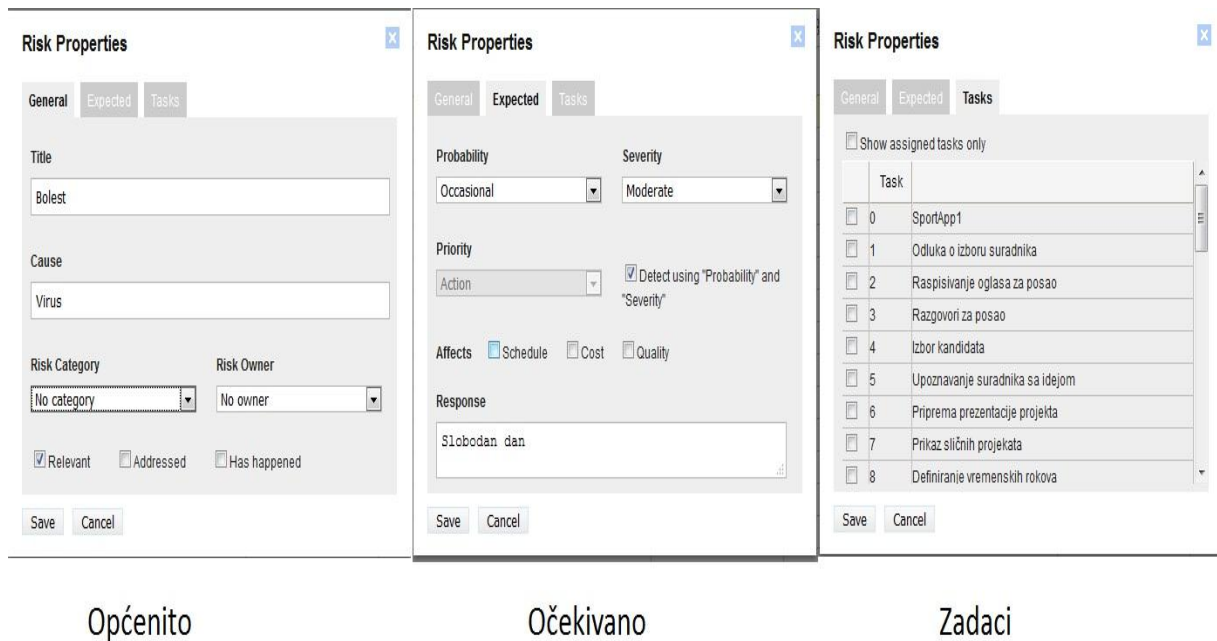 Risk Properties
x
General Expected Tasks
Title
Bolest
Cause
Virus
Risk Category Risk Owner
No category No owner
Relevant Addressed Has happened
Save Cancel
Općenito
Risk Properties
x
General Expected Tasks
Probability Severity
Occasional Moderate
Priority
Action
Detect using "Probability" and
"Severity"
Affects Schedule Cost Quality
Response
Slobodan dan
Save Cancel
Očekivano
Risk Properties
x
General Expected Tasks
Show assigned tasks only
Task
0 SportApp1
1 Odluka o izboru suradnika
2 Raspisivanje oglasa za posao
3 Razgovori za posao
4 Izbor kandidata
5 Upoznavanje suradnika sa idejom
6 Priprema prezentacije projekta
7 Prikaz sličnih projekata
8 Definiranje vremenskih rokova
Save Cancel
Zadaci